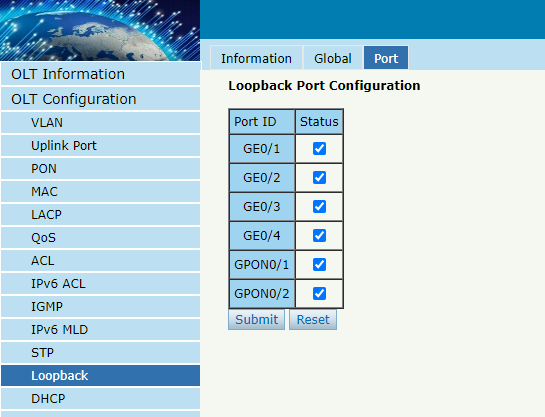 Information Global Port
OLT Information
OLT Configuration
VLAN
Uplink Port
PON
MAC
LACP
QoS
ACL
IPv6 ACL
IGMP
IPv6 MLD
STP
Loopback
DHCP
Loopback Port Configuration
Port ID Status
GE0/1
GE0/2
GE0/3
GE0/4
GPON0/1
GPON0/2
Submit Reset